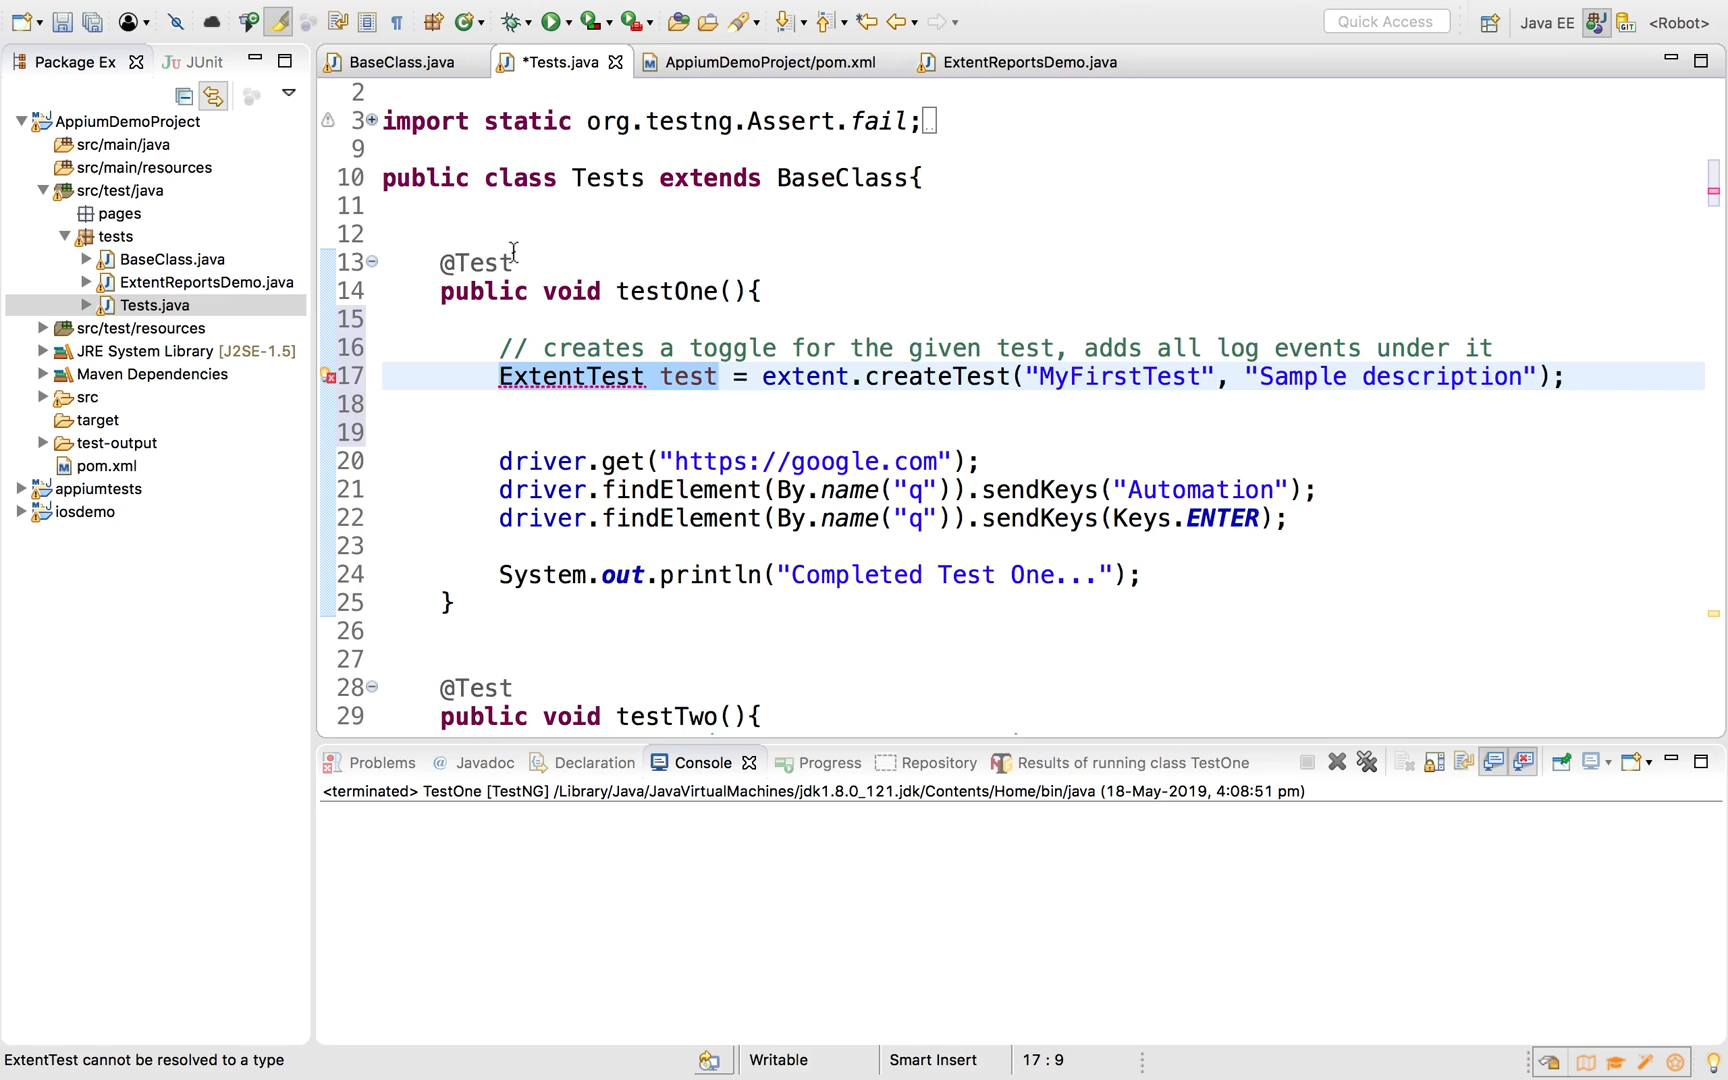 Quick Access
Java EE
<Robot>
Package Ex
JUnit
BaseClass.java
*Tests.java
AppiumDemoProject/pom.xml
ExtentReportsDemo.java
AppiumDemoProject
src/main/java
src/main/resources
src/test/java
pages
tests
BaseClass.java
ExtentReportsDemo.java
Tests.java
src/test/resources
JRE System Library [J2SE-1.5]
Maven Dependencies
src
target
test-output
pom.xml
appiumtests
iosdemo
2
3 import static org.testng.Assert.fail;
9
10 public class Tests extends BaseClass{
11
12
13 @Test
14 public void testOne(){
15
16 // creates a toggle for the given test, adds all log events under it
17 ExtentTest test = extent.createTest("MyFirstTest", "Sample description");
18
19
20 driver.get("https://google.com");
21 driver.findElement(By.name("q")).sendKeys("Automation");
22 driver.findElement(By.name("q")).sendKeys(Keys.ENTER);
23
24 System.out.println("Completed Test One...");
25 }
26
27
28 @Test
29 public void testTwo(){
Problems
@ Javadoc
Declaration
Console
Progress
Repository
Results of running class TestOne
<terminated> TestOne [TestNG] /Library/Java/JavaVirtualMachines/jdk1.8.0_121.jdk/Contents/Home/bin/java (18-May-2019, 4:08:51 pm)
ExtentTest cannot be resolved to a type
Writable
Smart Insert
17 : 9